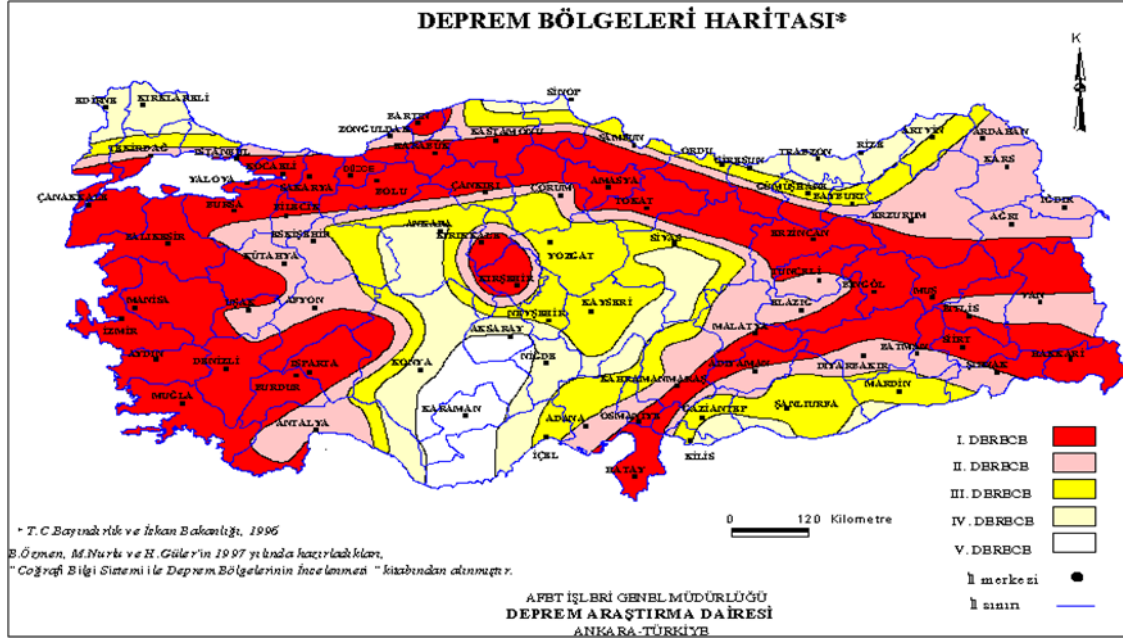 DEPREM BÖLGELERİ HARİTASI*
K
SİNOP
EDİRNE
KIRKLARELİ
BARTIN
ZONGULDAK
KASTAMONU
KARABUK
SAMSUN
ORDU
GİRESUN
TRABZON
RİZE
ARTVİN
ARDAHAN
KARS
TEKİRDAĞ
İSTANBUL
KOCAELİ
YALOVA
SAKARYA
DÜZCE
BOLU
ÇANKIRI
ÇORUM
AMASYA
TOKAT
GÜMÜŞHANE
BAYBURT
ERZURUM
AĞRI
IĞDIR
ÇANAKKALE
BURSA
BİLECİK
BALIKESİR
ESKİŞEHİR
KÜTAHYA
ANKARA
KIRIKKALE
YOZGAT
SİVAS
ERZİNCAN
KIRŞEHİR
TUNCELİ
BİNGÖL
MUŞ
VAN
MANİSA
UŞAK
AFYON
NEVŞEHİR
KAYSERİ
ELAZIĞ
BİTLİS
İZMİR
AKSARAY
MALATYA
AYDIN
DENİZLİ
ISPARTA
BURDUR
KONYA
NİĞDE
ADIYAMAN
DİYARBAKIR
BATMAN
SİİRT
ŞIRNAK
HAKKARİ
KAHRAMANMARAŞ
MARDİN
MUĞLA
KARAMAN
ANTALYA
ADANA
OSMANİYE
GAZİANTEP
ŞANLIURFA
İÇEL
KİLİS
HATAY
I. DBRBCB
II. DBRBCB
III. DBRBCB
IV. DBRBCB
V. DBRBCB
İl merkezi
İl sınırı
0 120 Kilometre
* T.C.Bayındırlık ve İskan Bakanlığı, 1996
B.Özmen, M.Nurlu ve H.Güler'in 1997 yılında hazırladıkları,
"Coğrafi Bilgi Sistemi ile Deprem Bölgelerinin İncelenmesi" kitabından alınmıştır.
AFET İŞLERİ GENEL MÜDÜRLÜĞÜ
DEPREM ARAŞTIRMA DAİRESİ
ANKARA-TÜRKİYE